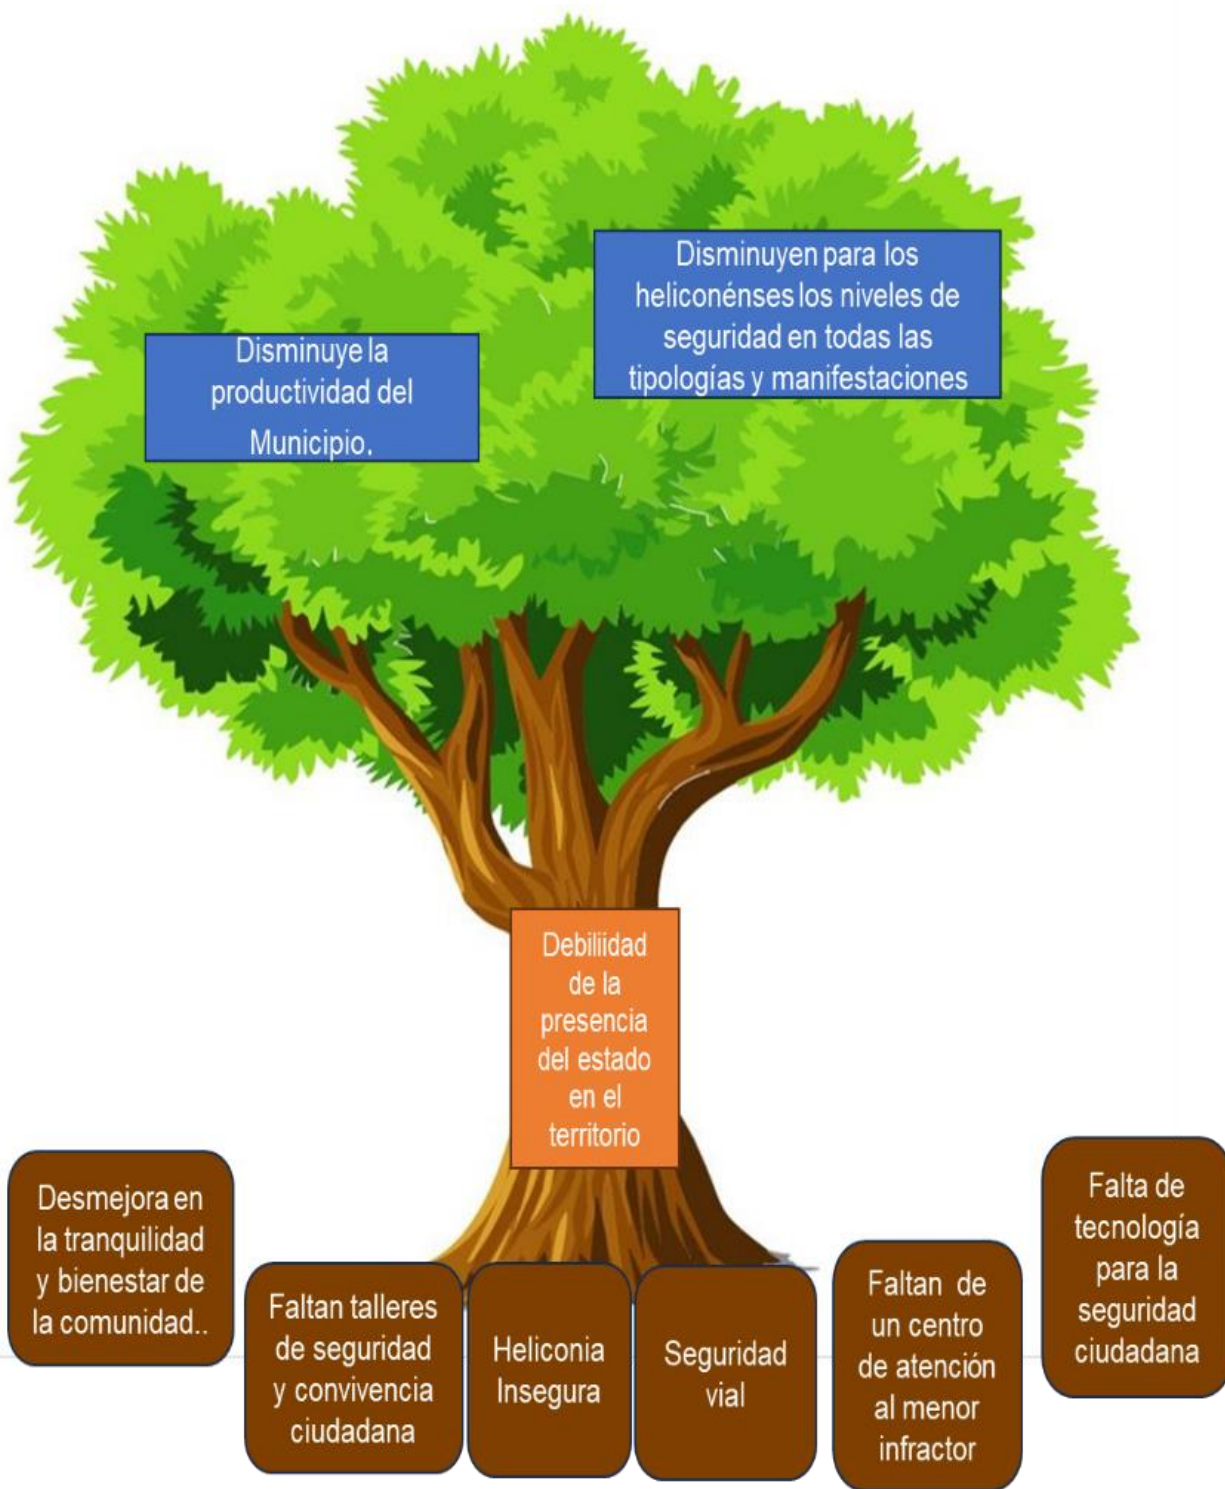 Disminuyen para los
heliconénses los niveles de
seguridad en todas las
tipologías y manifestaciones
Disminuye la
productividad del
Municipio.
Debiliidad
de la
presencia
del estado
en el
territorio
Desmejora en
la tranquilidad
y bienestar de
la comunidad..
Faltan talleres
de seguridad
y convivencia
ciudadana
Heliconia
Insegura
Seguridad
vial
Faltan de
un centro
de atención
al menor
infractor
Falta de
tecnología
para la
seguridad
ciudadana